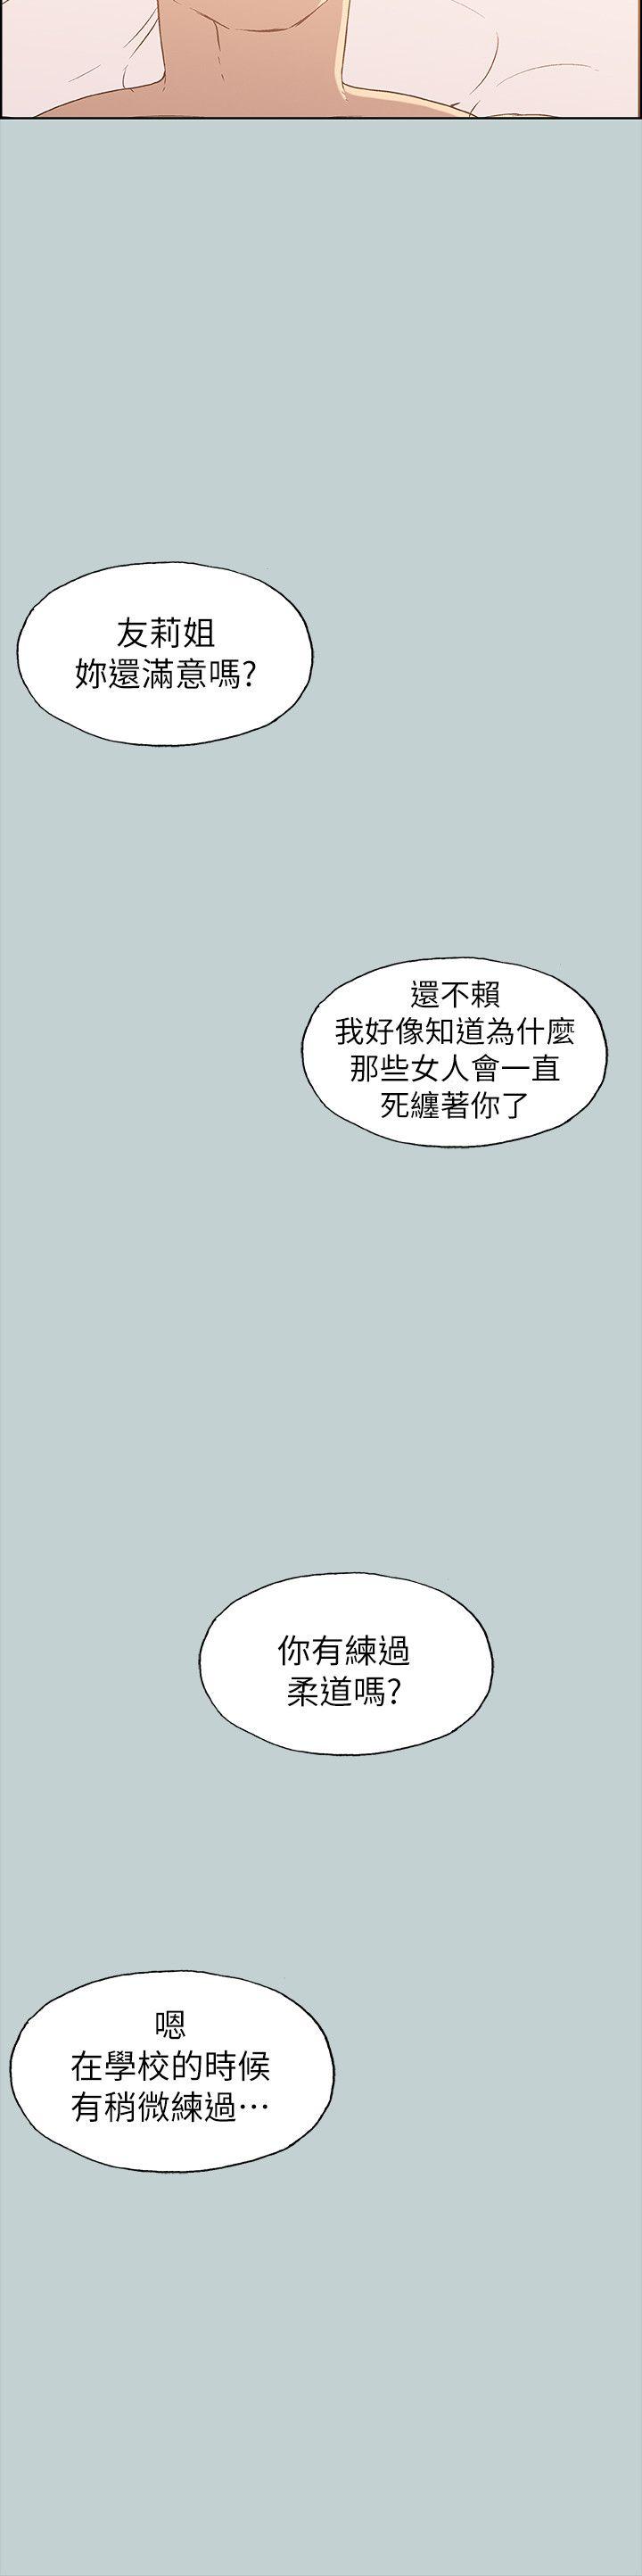 友莉姐
妳還滿意嗎?
還不賴
我好像知道為什麼
那些女人會一直
死纏著你了
你有練過
柔道嗎?
嗯
在學校的時候
有稍微練過…